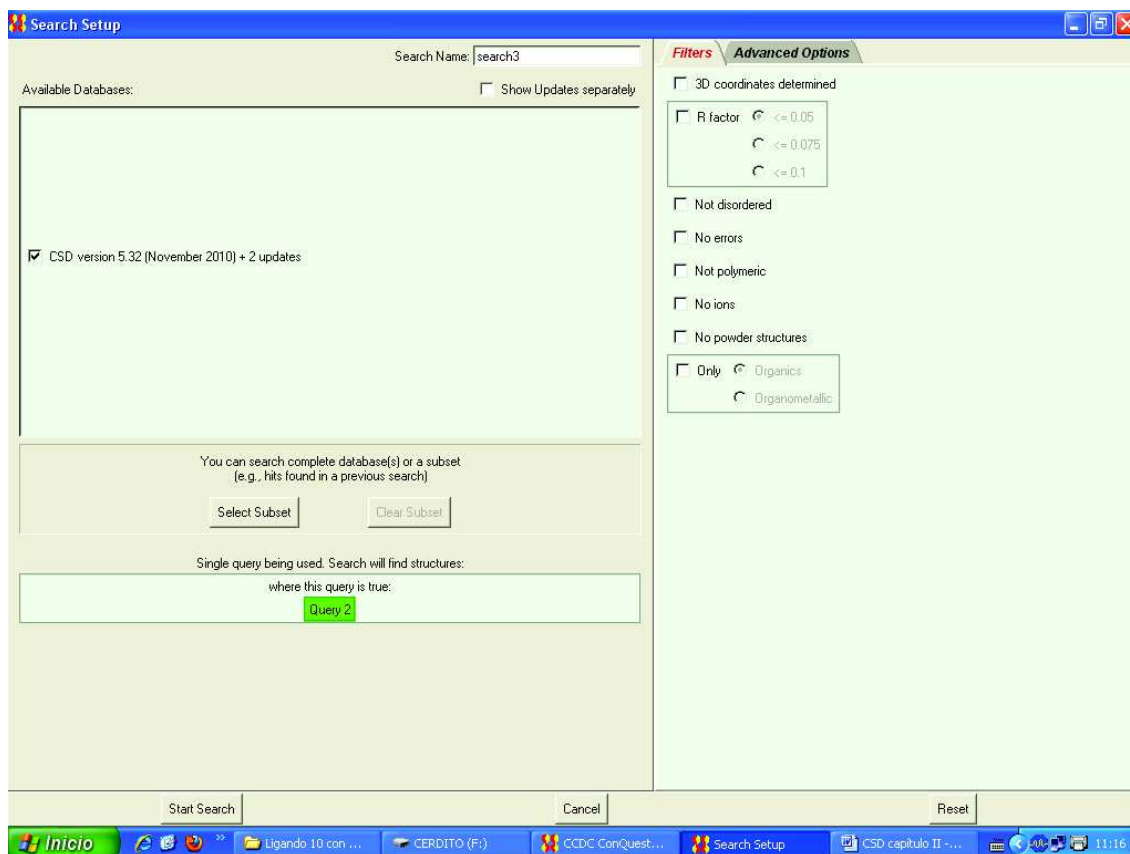 Search Setup
Search Name: search3
Available Databases:
Show Updates separately
CSD version 5.32 (November 2010) + 2 updates
You can search complete database(s) or a subset
(e.g., hits found in a previous search)
Select Subset
Clear Subset
Single query being used. Search will find structures:
where this query is true:
Query 2
Filters
Advanced Options
3D coordinates determined
R factor
<= 0.05
<= 0.075
<= 0.1
Not disordered
No errors
Not polymeric
No ions
No powder structures
Only
Organics
Organometallic
Start Search
Cancel
Reset
Inicio
Ligando 10 con ...
CERDITO (F:)
CCDC ConQuest...
Search Setup
CSD capítulo II -...
11:16